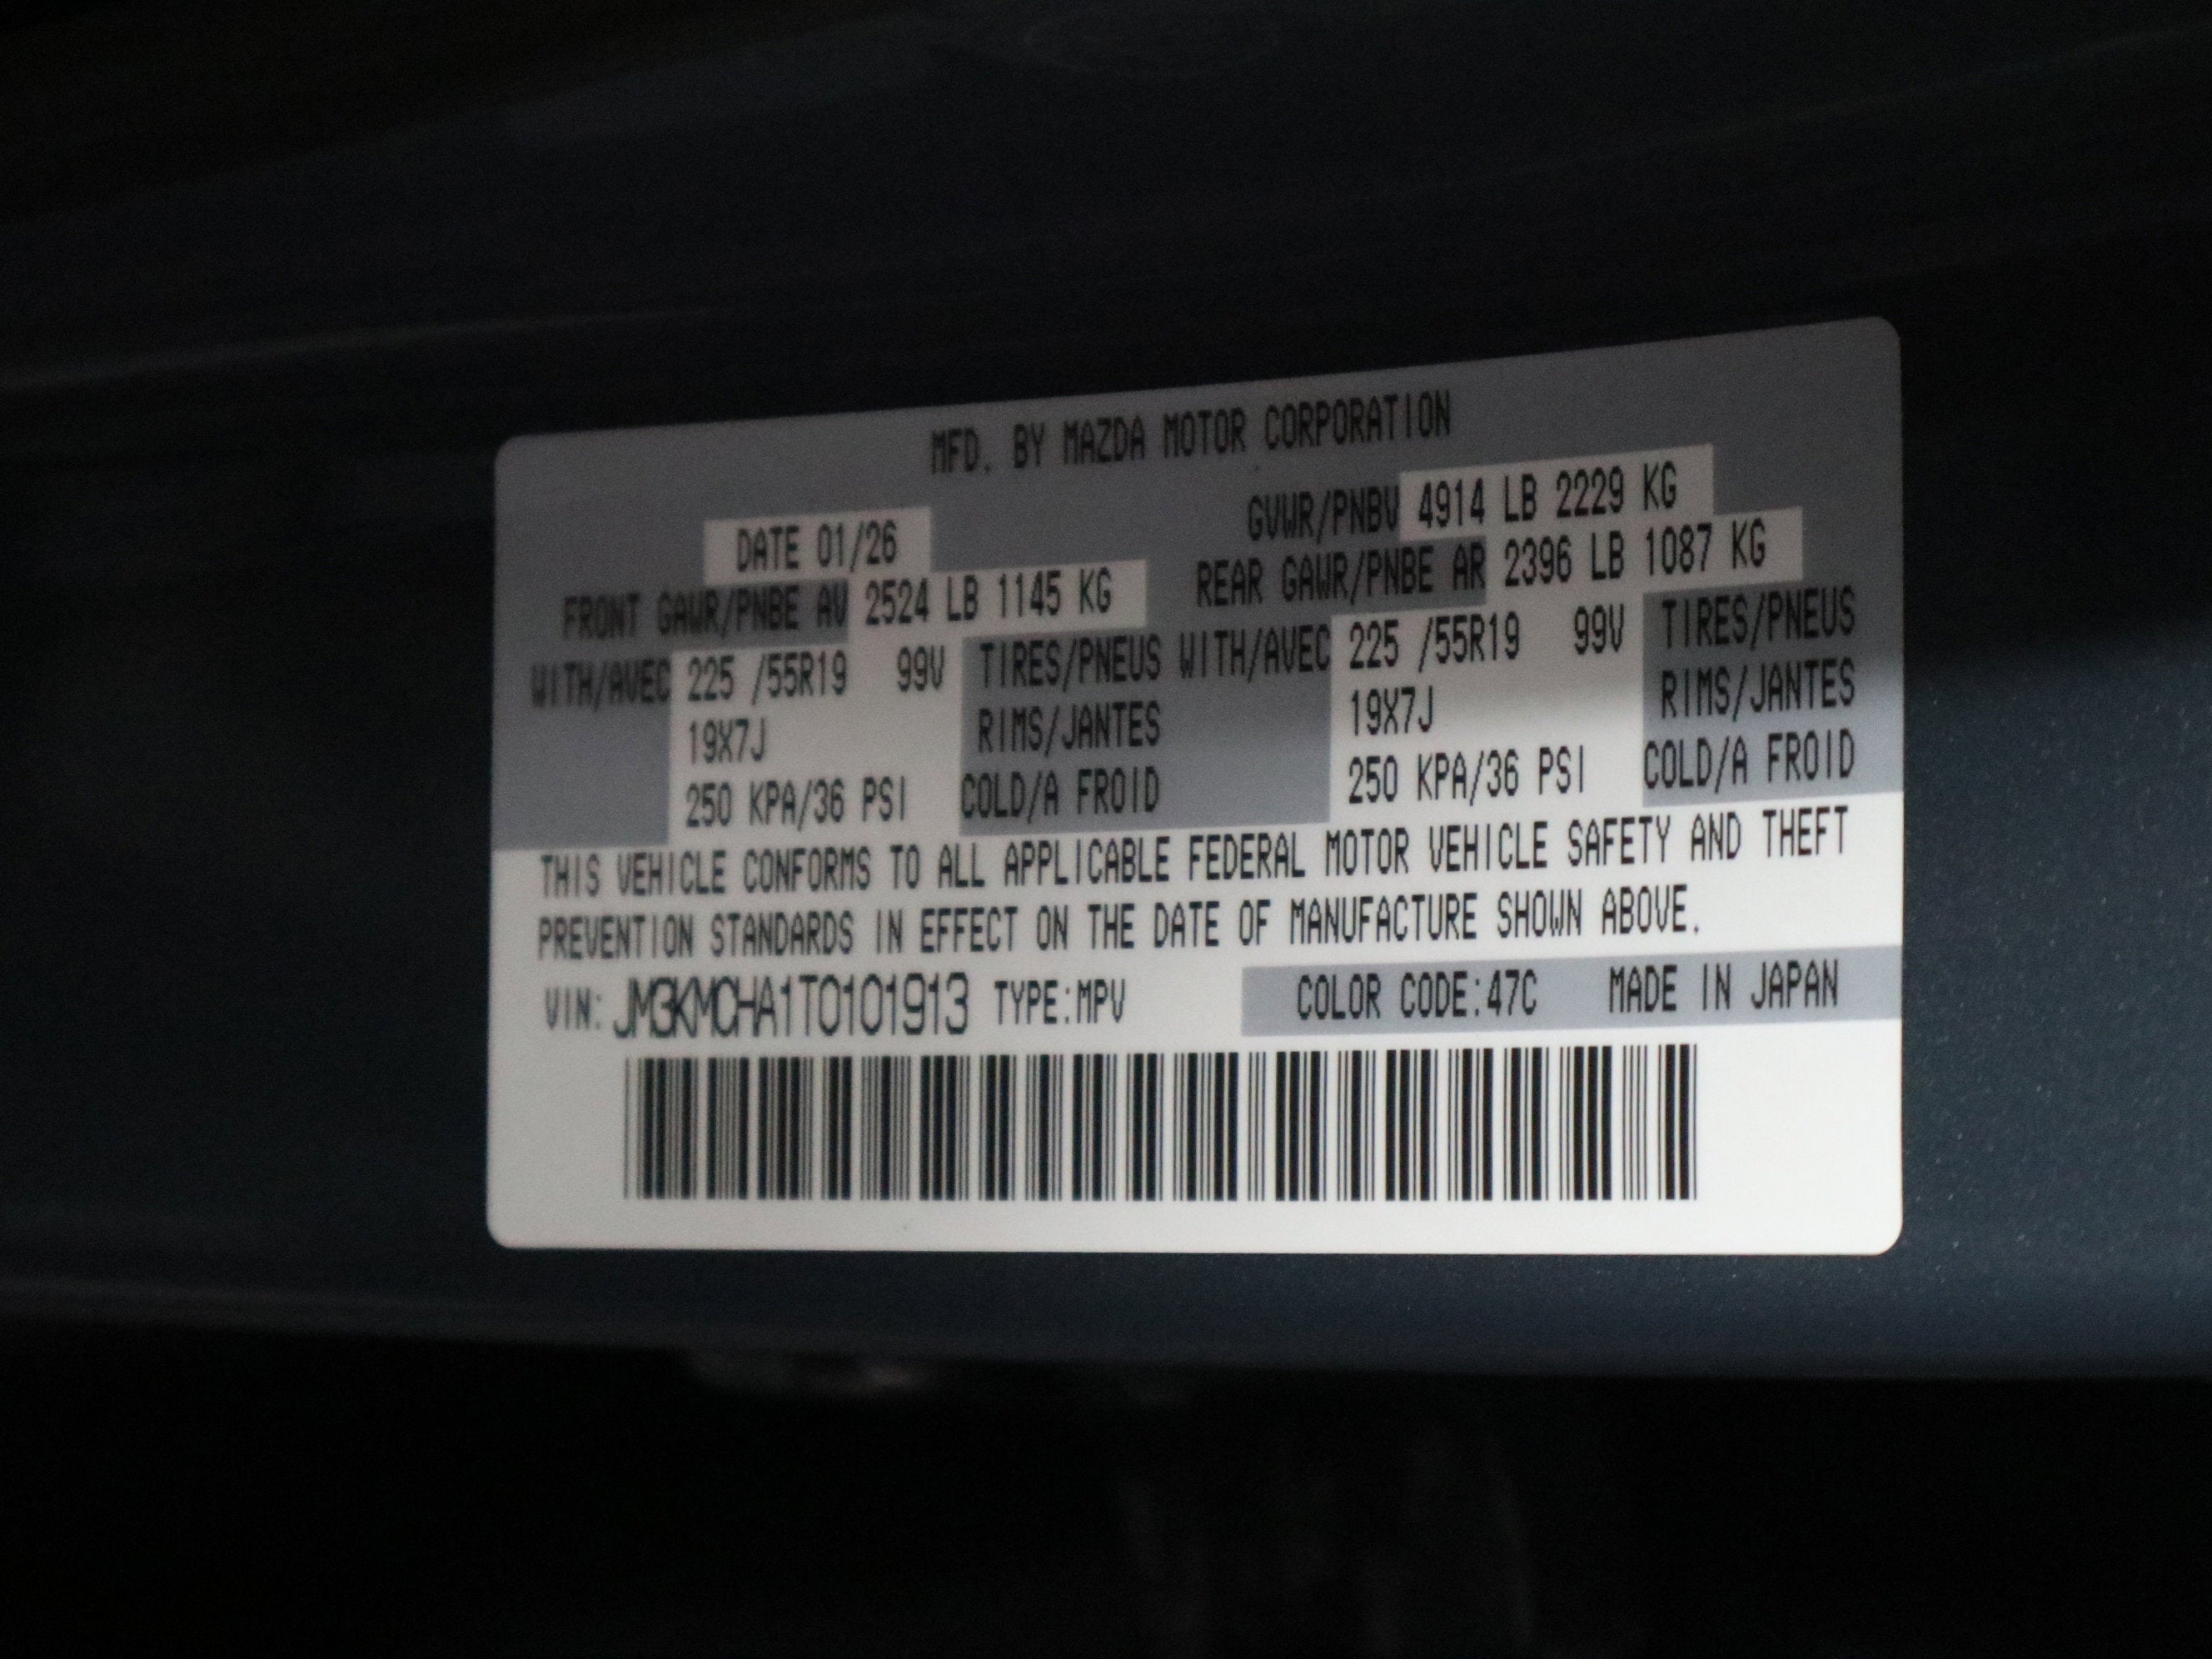 MFD. BY MAZDA MOTOR CORPORATION
DATE 01/26 GVWR/PNBV 4914 LB 2229 KG
FRONT GAWR/PNBE AV 2524 LB 1145 KG REAR GAWR/PNBE AR 2396 LB 1087 KG
WITH/AVEC 225 /55R19 99V TIRES/PNEUS WITH/AVEC 225 /55R19 99V TIRES/PNEUS
19X7J RIMS/JANTES 19X7J RIMS/JANTES
250 KPA/36 PSI COLD/A FROID 250 KPA/36 PSI COLD/A FROID
THIS VEHICLE CONFORMS TO ALL APPLICABLE FEDERAL MOTOR VEHICLE SAFETY AND THEFT
PREVENTION STANDARDS IN EFFECT ON THE DATE OF MANUFACTURE SHOWN ABOVE.
VIN: JM3KMCHA1T0101913 TYPE:MPV COLOR CODE:47C MADE IN JAPAN